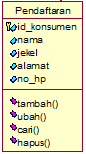 Pendaftaran
id_konsumen
nama
jekel
alamat
no_hp
tambah()
ubah()
cari()
hapus()